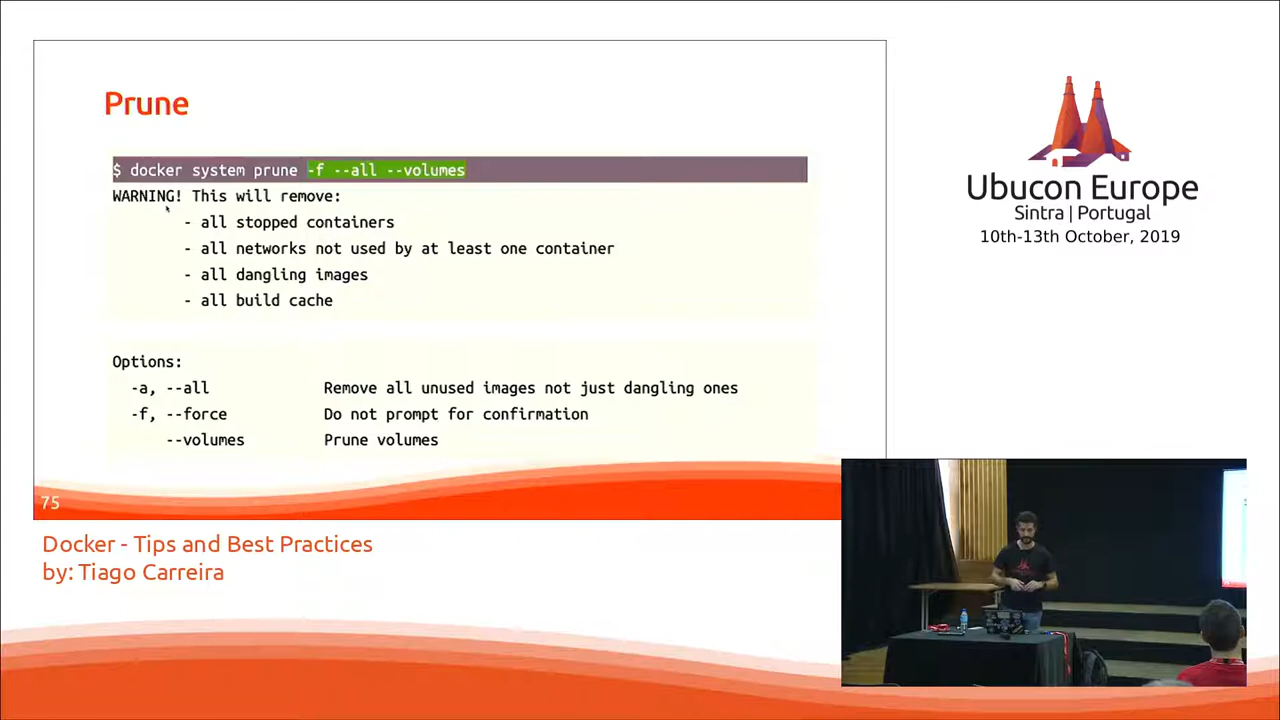 Prune
$ docker system prune -f --all --volumes
WARNING! This will remove:
- all stopped containers
- all networks not used by at least one container
- all dangling images
- all build cache
Options:
-a, --all Remove all unused images not just dangling ones
-f, --force Do not prompt for confirmation
--volumes Prune volumes
75
Docker - Tips and Best Practices
by: Tiago Carreira
Ubucon Europe
Sintra | Portugal
10th-13th October, 2019